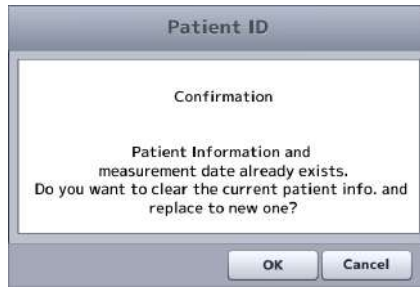 Patient ID
Confirmation
Patient Information and
measurement date already exists.
Do you want to clear the current patient info. and
replace to new one?
OK
Cancel